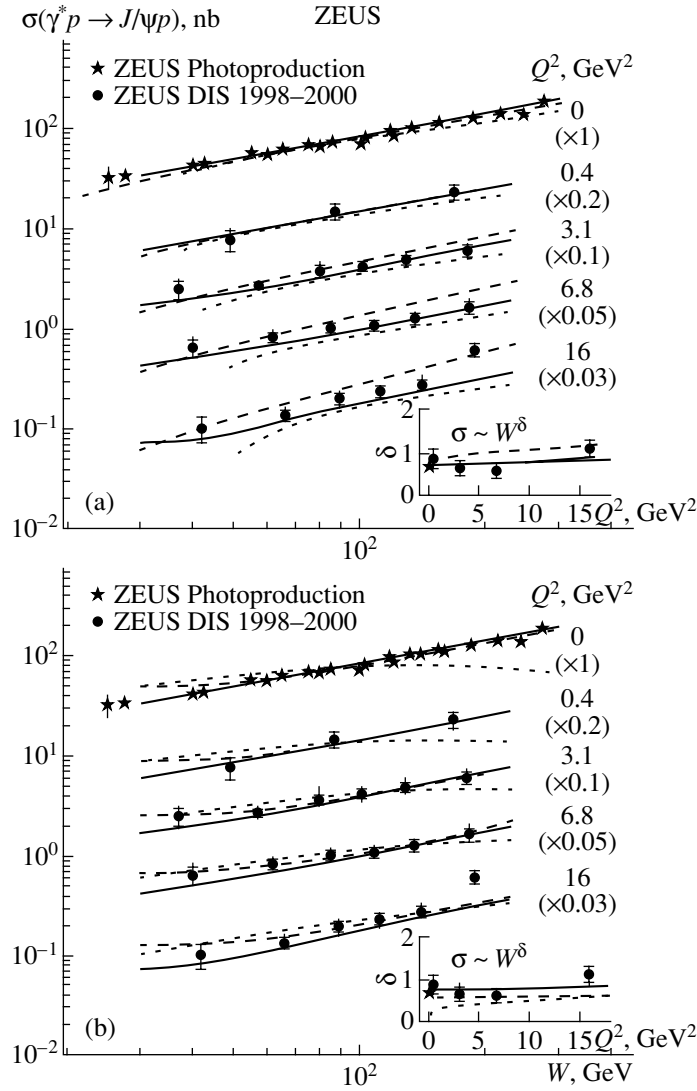 σ(γ*p → J/ψp), nb
ZEUS
★ ZEUS Photoproduction
● ZEUS DIS 1998–2000
Q², GeV²
0
(×1)
0.4
(×0.2)
3.1
(×0.1)
6.8
(×0.05)
16
(×0.03)
10²
10¹
10⁰
10⁻¹
10⁻²
(a)
δ
2
1
0
σ ~ W^δ
0 5 10 15 Q², GeV²
10²
★ ZEUS Photoproduction
● ZEUS DIS 1998–2000
Q², GeV²
0
(×1)
0.4
(×0.2)
3.1
(×0.1)
6.8
(×0.05)
16
(×0.03)
10²
10¹
10⁰
10⁻¹
10⁻²
(b)
δ
2
1
0
σ ~ W^δ
0 5 10 15 Q², GeV²
10²
W, GeV